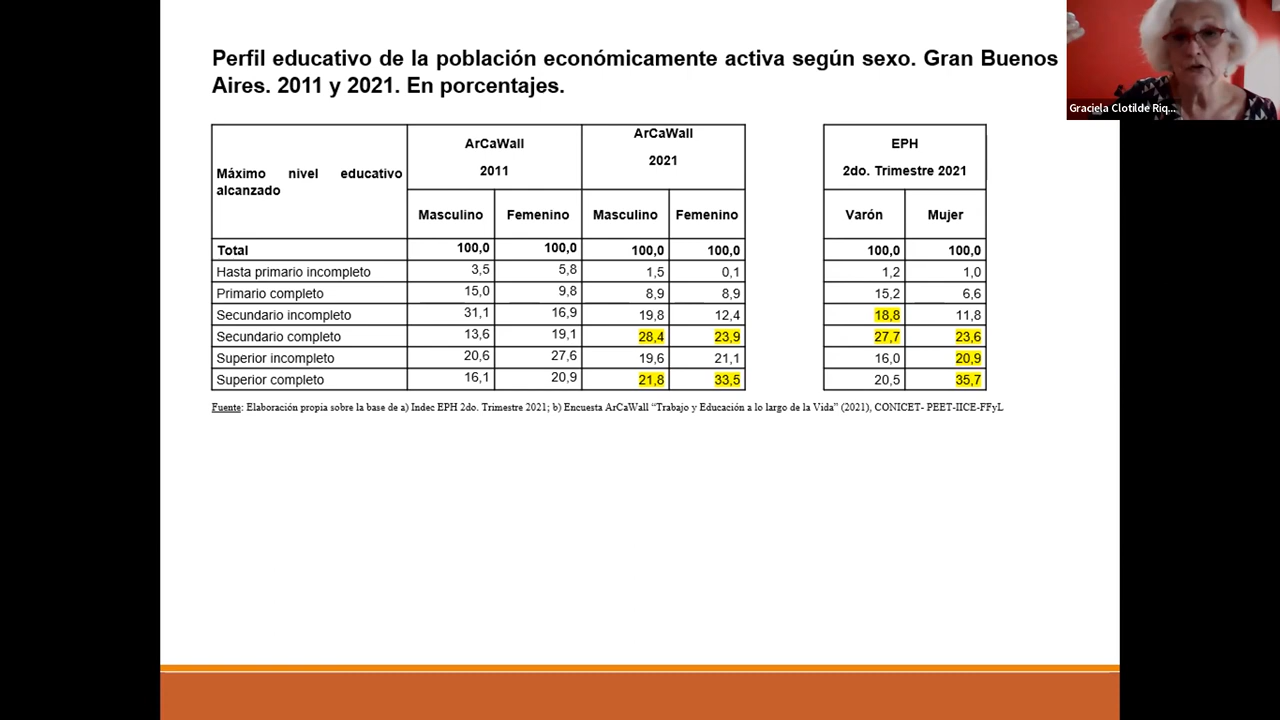 Perfil educativo de la población económicamente activa según sexo. Gran Buenos
Aires. 2011 y 2021. En porcentajes.
Graciela Clotilde Riq...
Máximo nivel educativo
alcanzado
ArCaWall
2011
ArCaWall
2021
EPH
2do. Trimestre 2021
Masculino Femenino Masculino Femenino Varón Mujer
Total 100,0 100,0 100,0 100,0 100,0 100,0
Hasta primario incompleto 3,5 5,8 1,5 0,1 1,2 1,0
Primario completo 15,0 9,8 8,9 8,9 15,2 6,6
Secundario incompleto 31,1 16,9 19,8 12,4 18,8 11,8
Secundario completo 13,6 19,1 28,4 23,9 27,7 23,6
Superior incompleto 20,6 27,6 19,6 21,1 16,0 20,9
Superior completo 16,1 20,9 21,8 33,5 20,5 35,7
Fuente: Elaboración propia sobre la base de a) Indec EPH 2do. Trimestre 2021; b) Encuesta ArCaWall “Trabajo y Educación a lo largo de la Vida” (2021), CONICET- PEET-IICE-FFyL